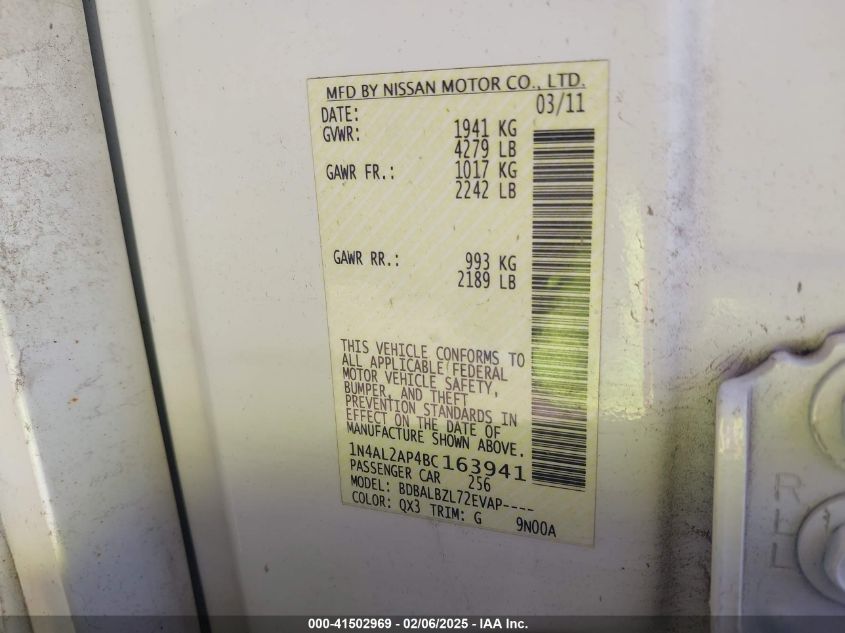 MFD BY NISSAN MOTOR CO., LTD.
DATE: 03/11
GVWR: 1941 KG
4279 LB
GAWR FR.: 1017 KG
2242 LB
GAWR RR.: 993 KG
2189 LB
THIS VEHICLE CONFORMS TO
ALL APPLICABLE FEDERAL
MOTOR VEHICLE SAFETY,
BUMPER, AND THEFT
PREVENTION STANDARDS IN
EFFECT ON THE DATE OF
MANUFACTURE SHOWN ABOVE.
1N4AL2AP4BC163941
PASSENGER CAR 256
MODEL: BDBALBZL72EVAP----
COLOR: QX3 TRIM: G 9N00A
RLL
000-41502969 - 02/06/2025 - IAA Inc.